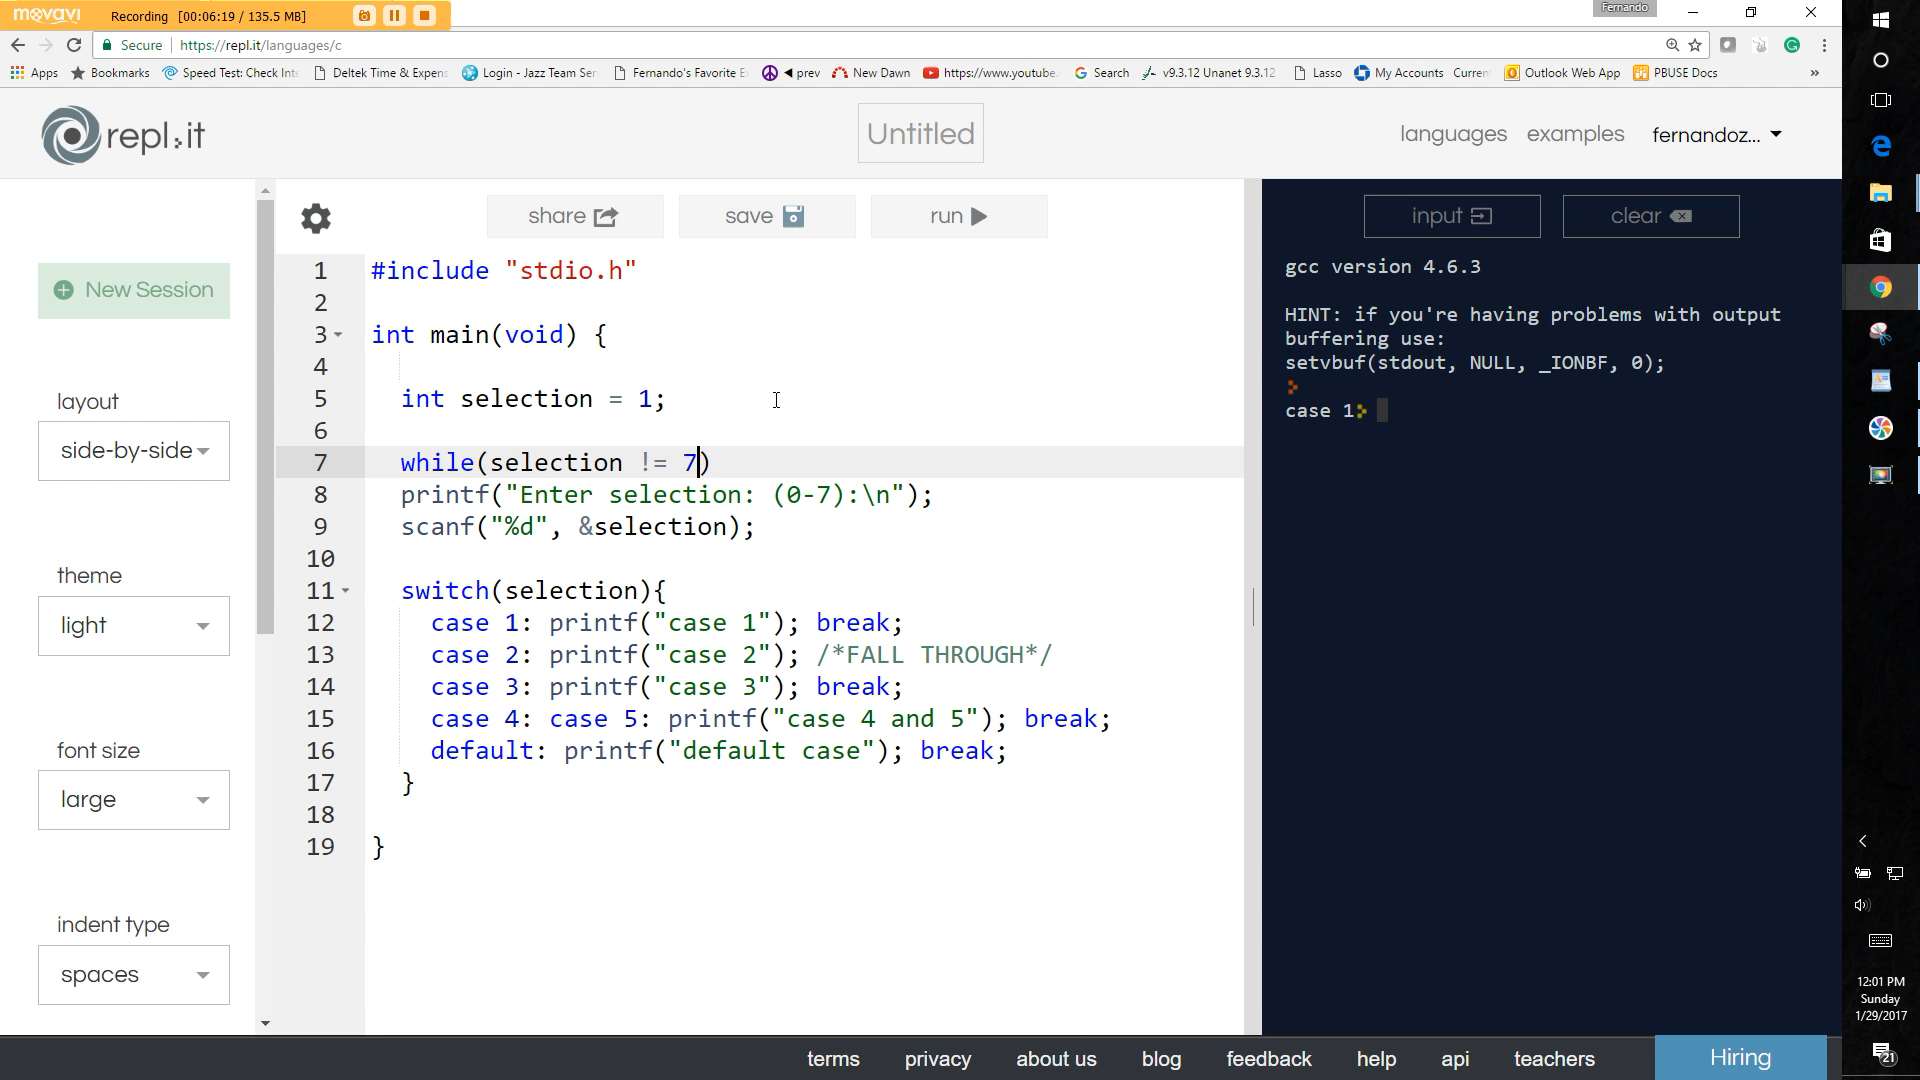 movavi Recording [00:06:19 / 135.5 MB]
Fernando
Secure https://repl.it/languages/c
Apps Bookmarks Speed Test: Check Inte Deltek Time & Expens Login - Jazz Team Ser Fernando's Favorite E ◄ prev New Dawn https://www.youtube. Search v9.3.12 Unanet 9.3.12 Lasso My Accounts Curren Outlook Web App PBUSE Docs »
repl.it
Untitled
languages examples fernandoz...
share save run
input clear
New Session
layout
side-by-side
theme
light
font size
large
indent type
spaces
1 #include "stdio.h"
2
3 int main(void) {
4
5 int selection = 1;
6
7 while(selection != 7)
8 printf("Enter selection: (0-7):\n");
9 scanf("%d", &selection);
10
11 switch(selection){
12 case 1: printf("case 1"); break;
13 case 2: printf("case 2"); /*FALL THROUGH*/
14 case 3: printf("case 3"); break;
15 case 4: case 5: printf("case 4 and 5"); break;
16 default: printf("default case"); break;
17 }
18
19 }
gcc version 4.6.3
HINT: if you're having problems with output
buffering use:
setvbuf(stdout, NULL, _IONBF, 0);
case 1
terms privacy about us blog feedback help api teachers Hiring
12:01 PM
Sunday
1/29/2017
21